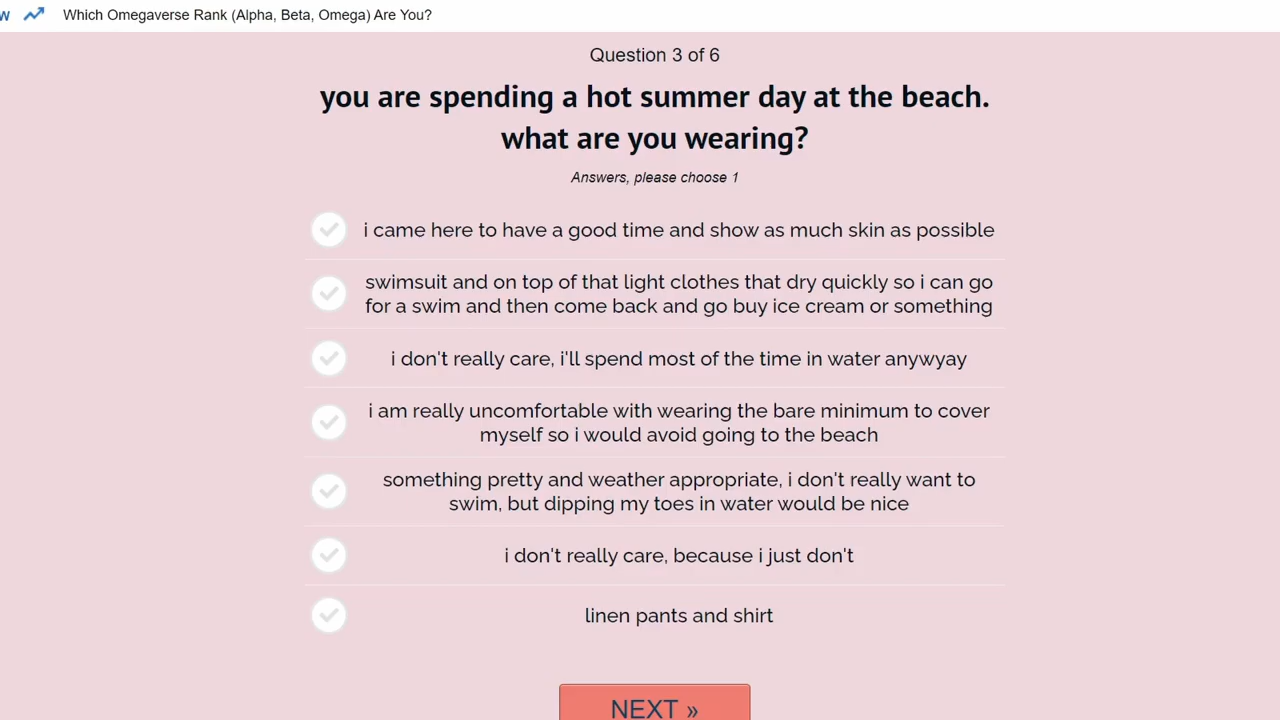 w
Which Omegaverse Rank (Alpha, Beta, Omega) Are You?
Question 3 of 6
you are spending a hot summer day at the beach.
what are you wearing?
Answers, please choose 1
i came here to have a good time and show as much skin as possible
swimsuit and on top of that light clothes that dry quickly so i can go
for a swim and then come back and go buy ice cream or something
i don't really care, i'll spend most of the time in water anywyay
i am really uncomfortable with wearing the bare minimum to cover
myself so i would avoid going to the beach
something pretty and weather appropriate, i don't really want to
swim, but dipping my toes in water would be nice
i don't really care, because i just don't
linen pants and shirt
NEXT »